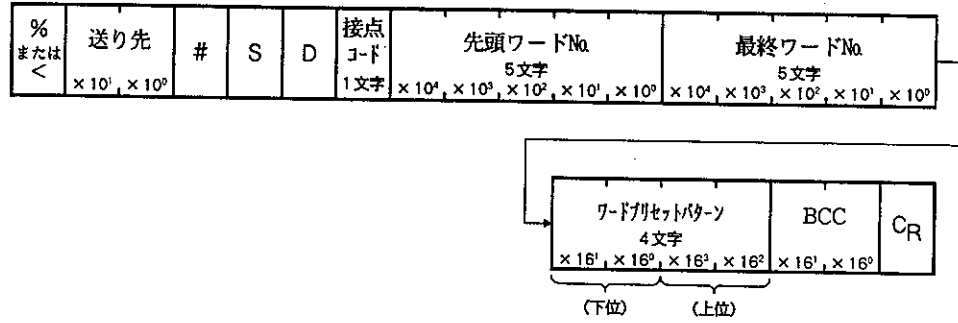 % または <
送り先
× 10¹ × 10⁰
#
S
D
接点コード
1文字
先頭ワードNo.
5文字
× 10⁴ × 10³ × 10² × 10¹ × 10⁰
最終ワードNo.
5文字
× 10⁴ × 10³ × 10² × 10¹ × 10⁰
ワードプリセットパターン
4文字
× 16¹ × 16⁰ × 16³ × 16²
(下位) (上位)
BCC
× 16¹ × 16⁰
CR